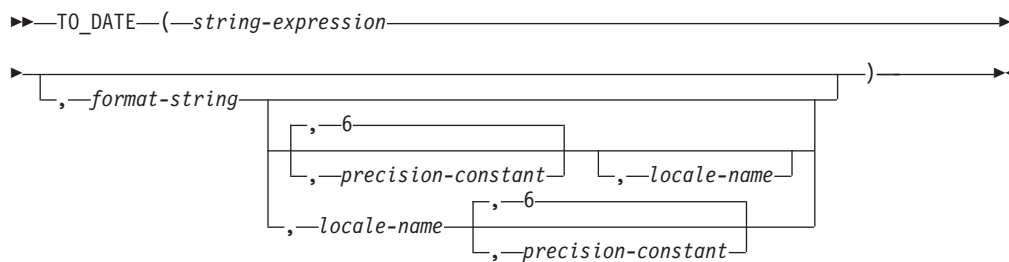 TO_DATE ( string-expression
)
, format-string
, 6
, precision-constant , locale-name
, 6
, locale-name
, precision-constant